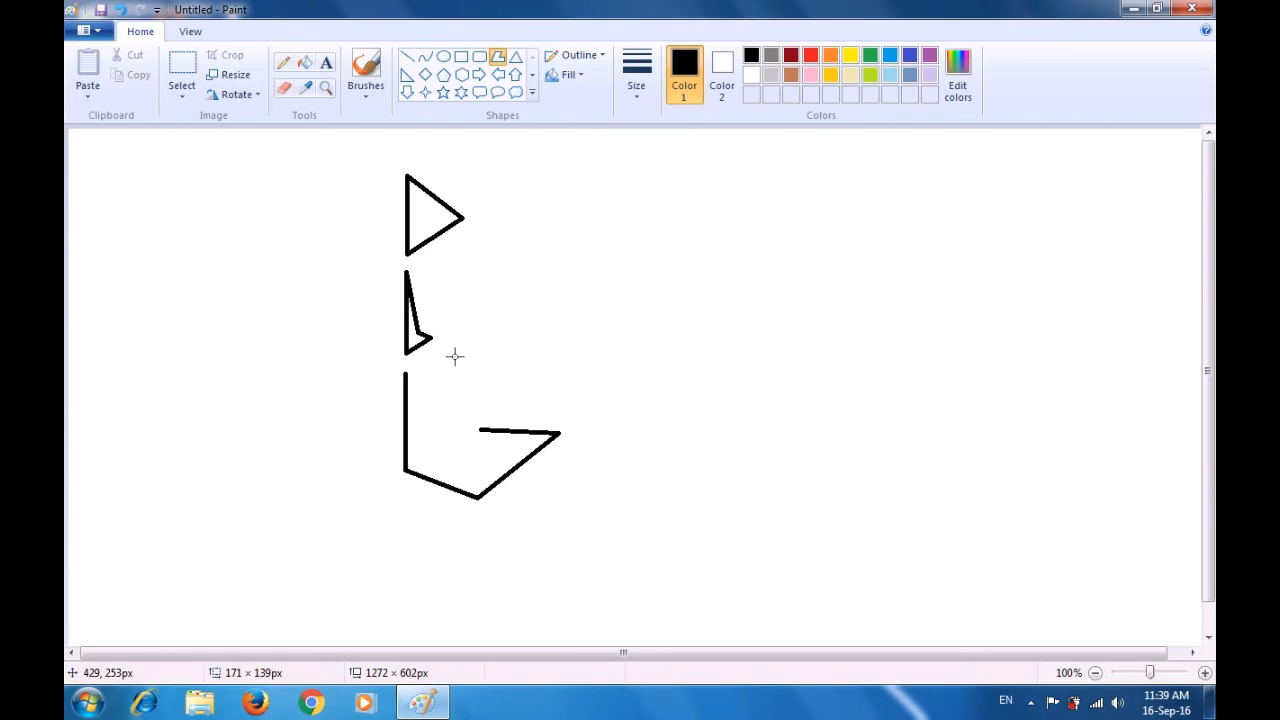 Untitled - Paint
Home View
Paste
Cut
Copy
Clipboard
Select
Crop
Resize
Rotate
Image
A
Tools
Brushes
Outline
Fill
Shapes
Size
Color 1
Color 2
Edit colors
Colors
429, 253px 171 × 139px 1272 × 602px 100%
EN 11:39 AM
16-Sep-16